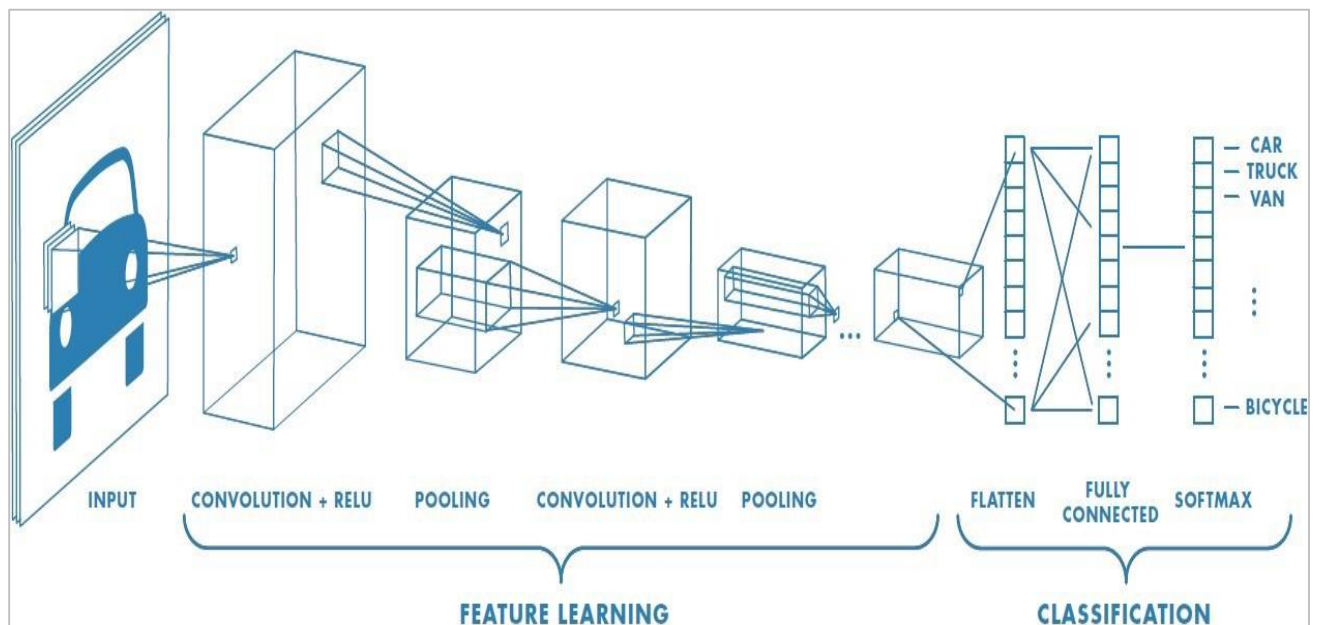 CAR
TRUCK
VAN
BICYCLE
INPUT
CONVOLUTION + RELU
POOLING
CONVOLUTION + RELU
POOLING
FLATTEN
FULLY
CONNECTED
SOFTMAX
FEATURE LEARNING
CLASSIFICATION